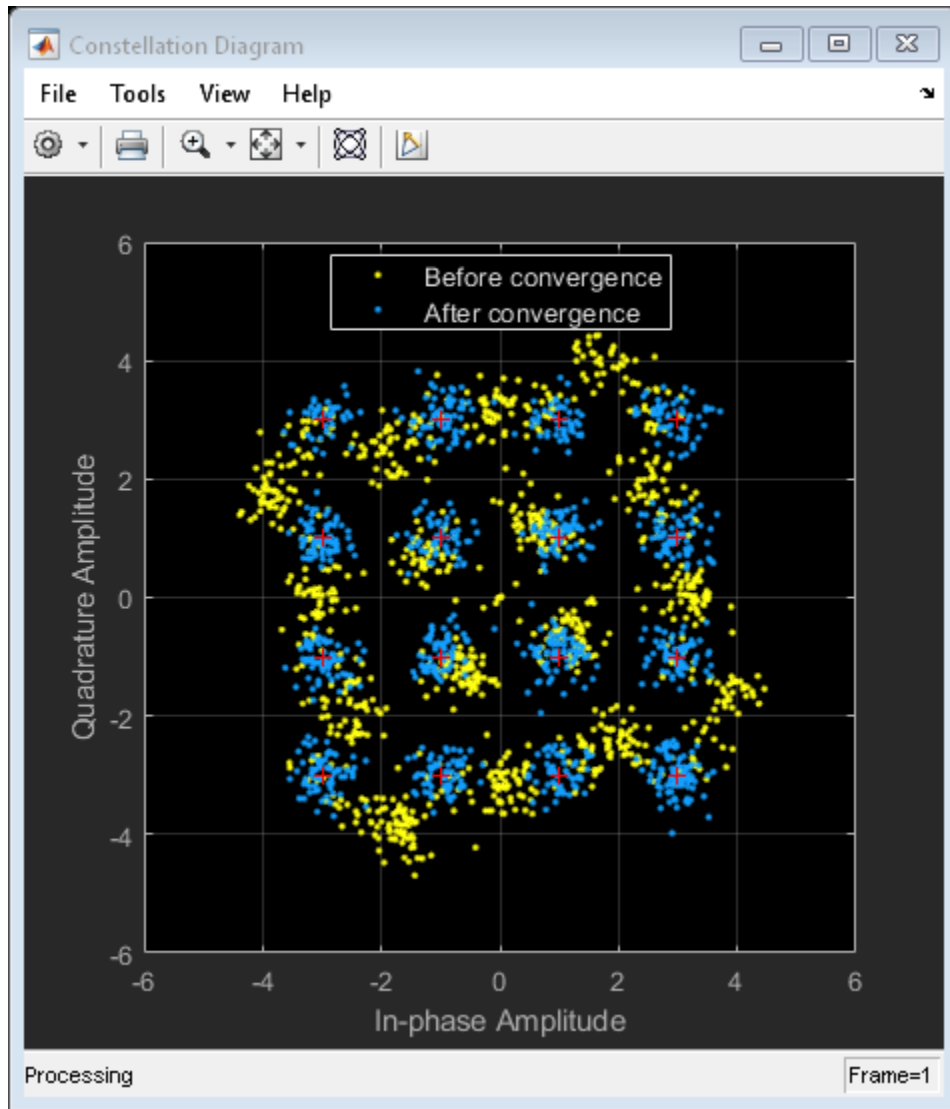 Constellation Diagram
File Tools View Help
Before convergence
After convergence
6
4
2
0
-2
-4
-6
Quadrature Amplitude
-6 -4 -2 0 2 4 6
In-phase Amplitude
Processing Frame=1